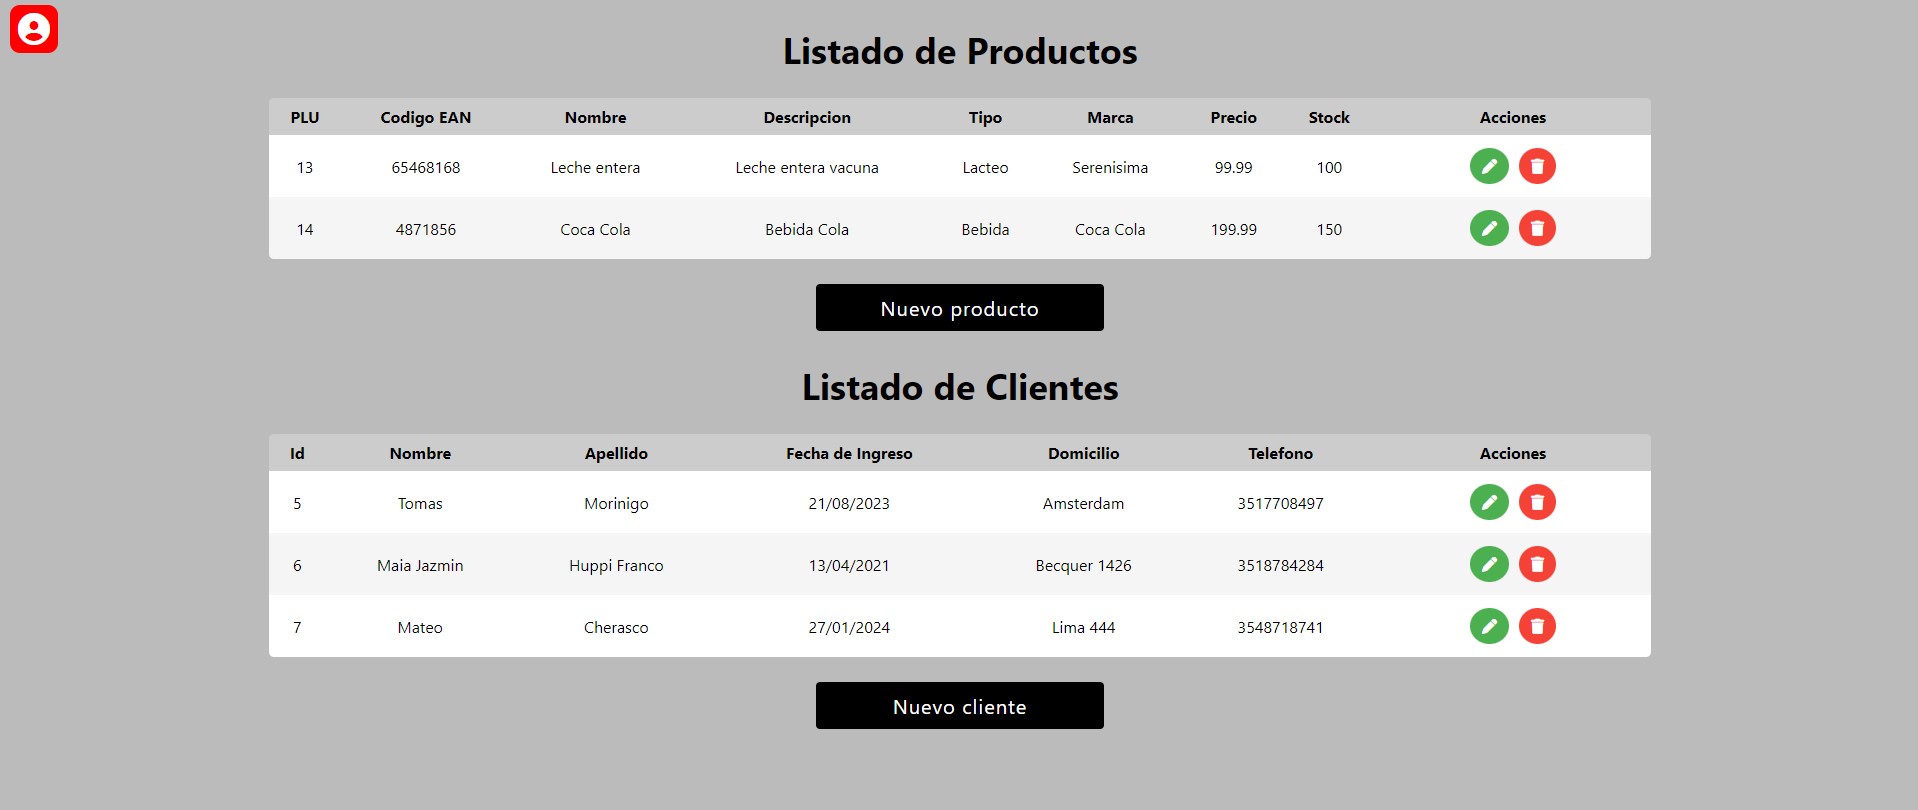 Listado de Productos
PLU Codigo EAN Nombre Descripcion Tipo Marca Precio Stock Acciones
13 65468168 Leche entera Leche entera vacuna Lacteo Serenisima 99.99 100
14 4871856 Coca Cola Bebida Cola Bebida Coca Cola 199.99 150
Nuevo producto
Listado de Clientes
Id Nombre Apellido Fecha de Ingreso Domicilio Telefono Acciones
5 Tomas Morinigo 21/08/2023 Amsterdam 3517708497
6 Maia Jazmin Huppi Franco 13/04/2021 Becquer 1426 3518784284
7 Mateo Cherasco 27/01/2024 Lima 444 3548718741
Nuevo cliente